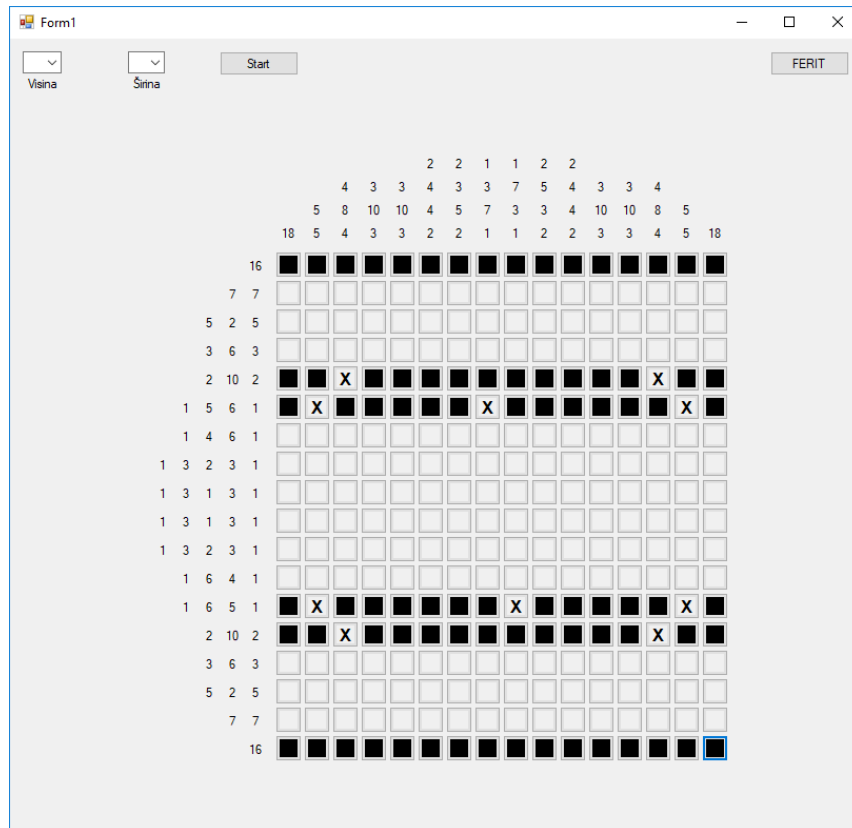 Form1
Start FERIT
Visina Širina
2 2 1 1 2 2
4 3 3 4 3 3 7 5 4 3 3 4
5 8 10 10 4 5 7 3 3 4 10 10 8 5
18 5 4 3 3 2 2 1 1 2 2 3 3 4 5 18
16
7 7
5 2 5
3 6 3
2 10 2 X X
1 5 6 1 X X X
1 4 6 1
1 3 2 3 1
1 3 1 3 1
1 3 1 3 1
1 3 2 3 1
1 6 4 1
1 6 5 1 X X X
2 10 2 X X
3 6 3
5 2 5
7 7
16